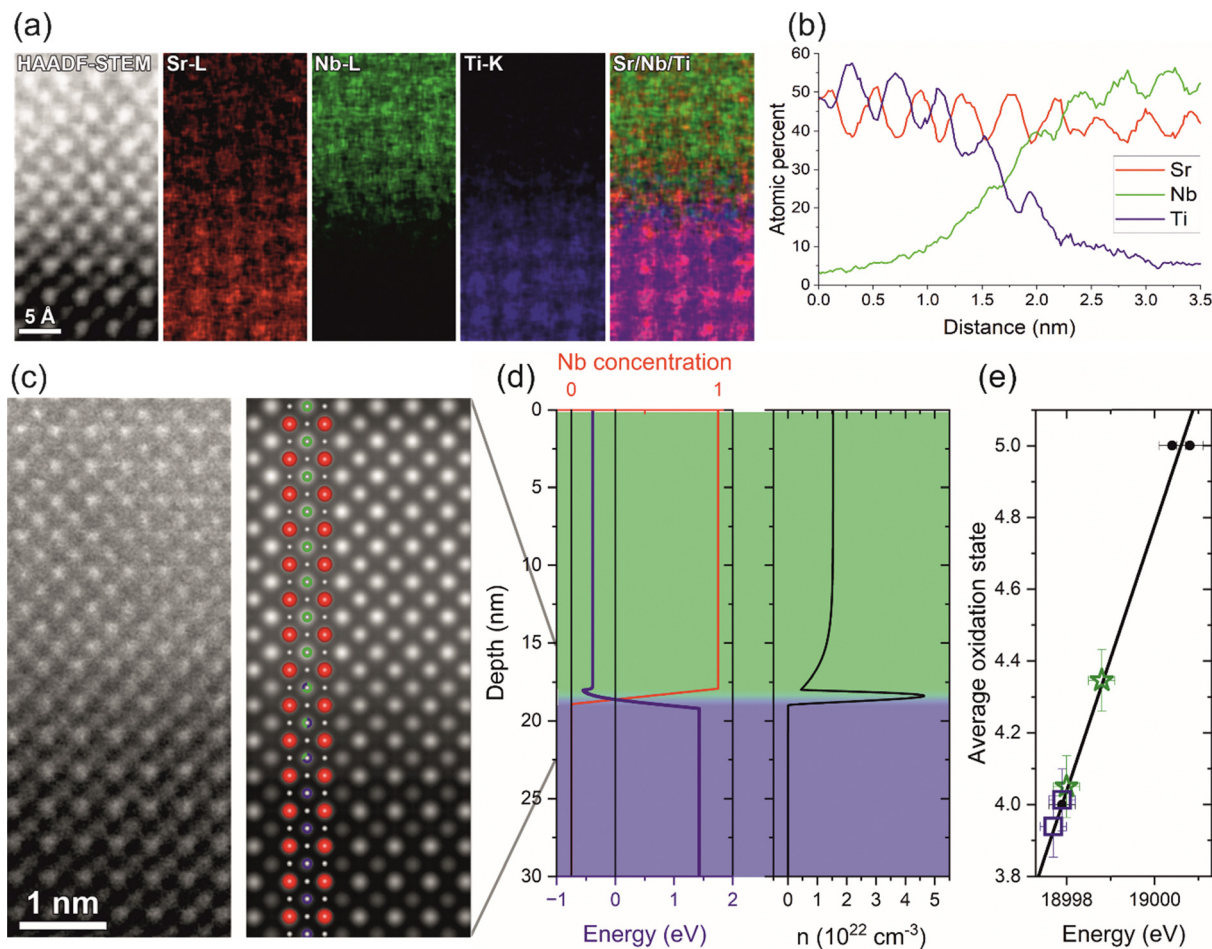 (a)
HAADF-STEM
Sr-L
Nb-L
Ti-K
Sr/Nb/Ti
5 Å
(b)
60
50
40
30
20
10
0
Atomic percent
Sr
Nb
Ti
0.0 0.5 1.0 1.5 2.0 2.5 3.0 3.5
Distance (nm)
(c)
1 nm
(d)
Nb concentration
0 1
0
5
10
15
20
25
30
Depth (nm)
−1 0 1 2
Energy (eV)
0 1 2 3 4 5
n (10²² cm⁻³)
(e)
5.0
4.8
4.6
4.4
4.2
4.0
3.8
Average oxidation state
18998 19000
Energy (eV)